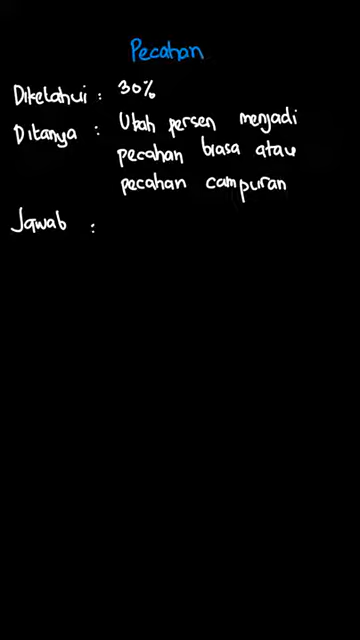 Pecahan
Diketahui : 30%
Ditanya : Ubah persen menjadi
pecahan biasa atau
pecahan campuran
Jawab :